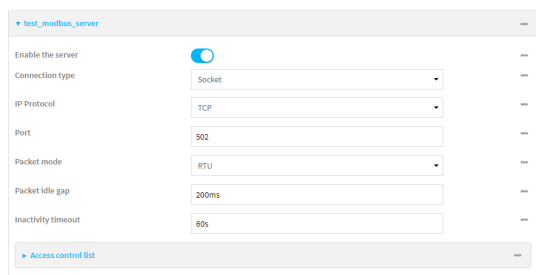 test_modbus_server
Enable the server
Connection type Socket
IP Protocol TCP
Port 502
Packet mode RTU
Packet idle gap 200ms
Inactivity timeout 60s
Access control list